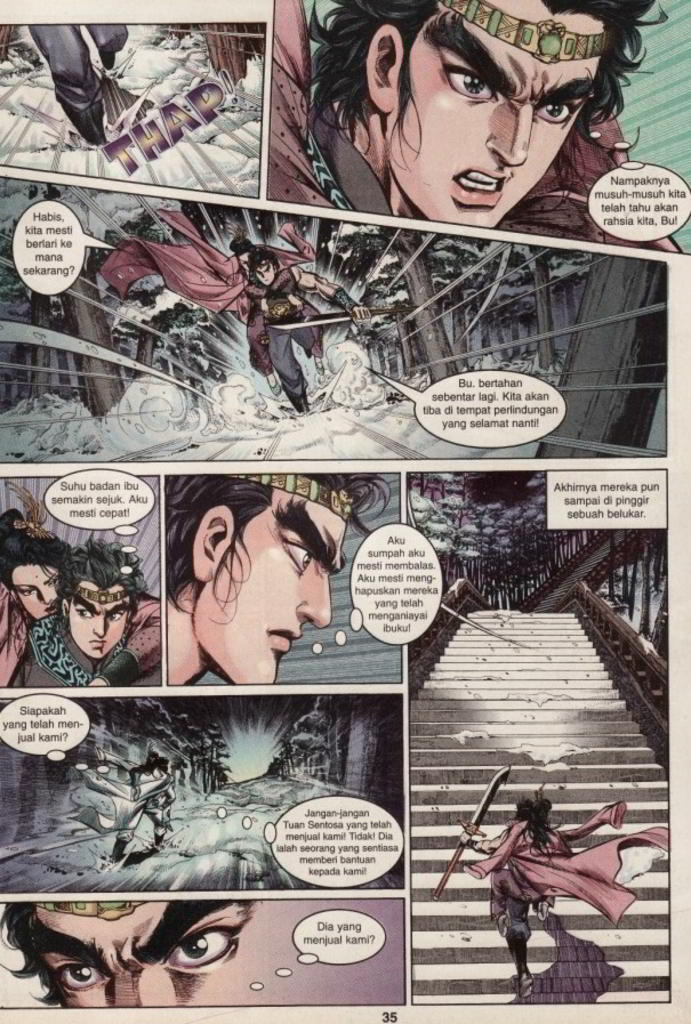 THAP!
Nampaknya
musuh-musuh kita
telah tahu akan
rahsia kita, Bu!
Habis,
kita mesti
berlari ke
mana
sekarang?
Bu. bertahan
sebentar lagi. Kita akan
tiba di tempat perlindungan
yang selamat nanti!
Suhu badan ibu
semakin sejuk. Aku
mesti cepat!
Aku
sumpah aku
mesti membalas.
Aku mesti meng-
hapuskan mereka
yang telah
menganiayai
ibuku!
Akhirnya mereka pun
sampai di pinggir
sebuah belukar.
Siapakah
yang telah men-
jual kami?
Jangan-jangan
Tuan Sentosa yang telah
menjual kami! Tidak! Dia
ialah seorang yang sentiasa
memberi bantuan
kepada kami!
Dia yang
menjual kami?
35